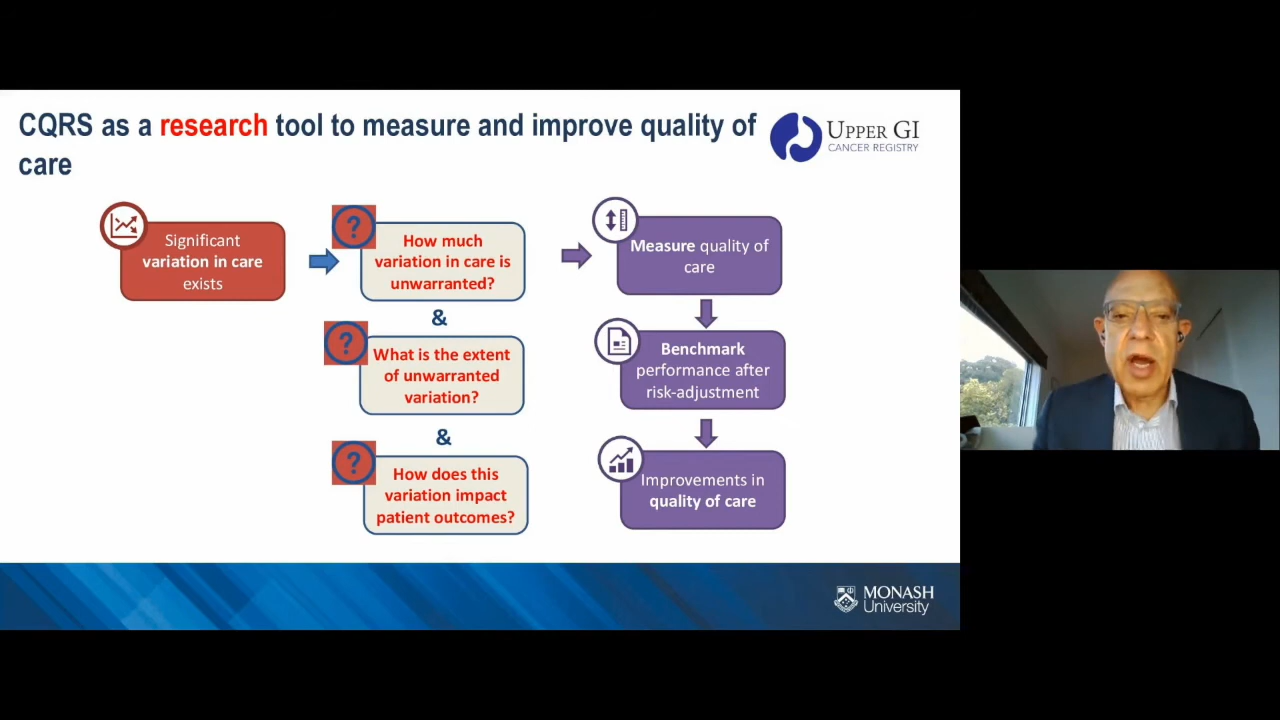 CQRS as a research tool to measure and improve quality of
care
UPPER GI
CANCER REGISTRY
Significant
variation in care
exists
?
How much
variation in care is
unwarranted?
&
?
What is the extent
of unwarranted
variation?
&
?
How does this
variation impact
patient outcomes?
Measure quality of
care
Benchmark
performance after
risk-adjustment
Improvements in
quality of care
MONASH
University